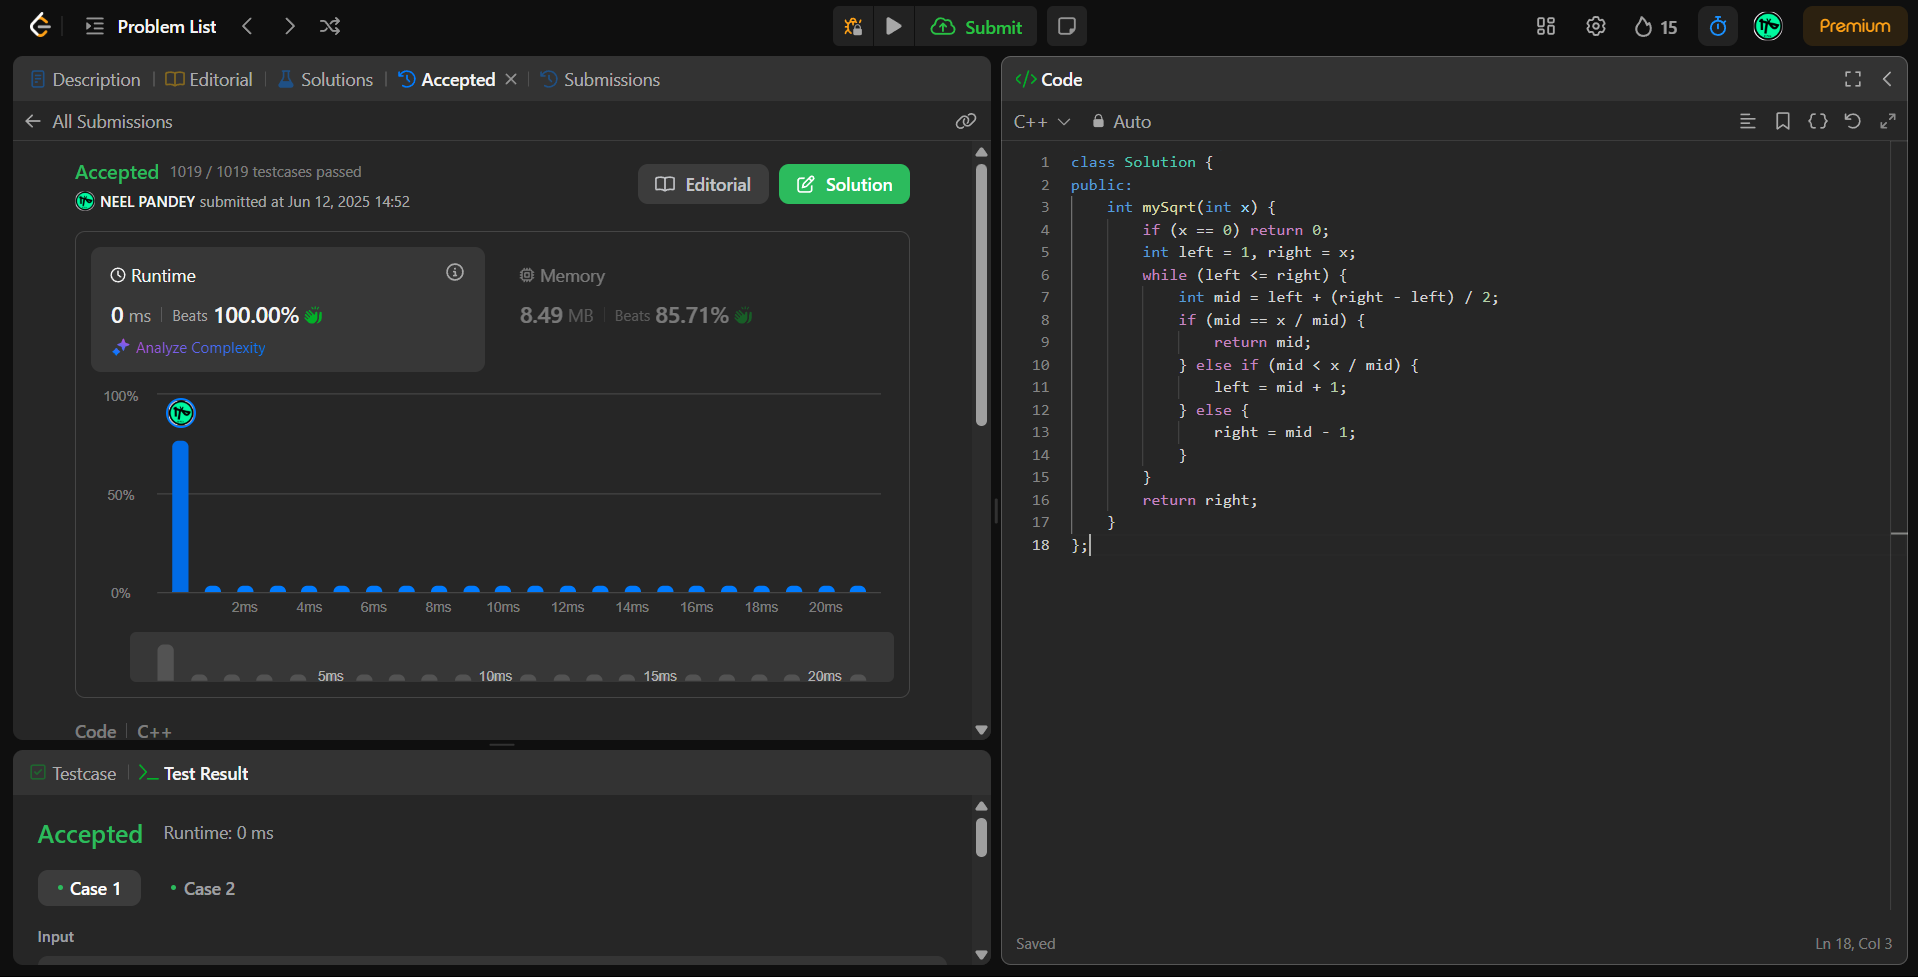 Problem List
Submit
15
Premium
Description
Editorial
Solutions
Accepted
Submissions
All Submissions
Accepted 1019 / 1019 testcases passed
NEEL PANDEY submitted at Jun 12, 2025 14:52
Editorial
Solution
Runtime
0 ms Beats 100.00%
Analyze Complexity
Memory
8.49 MB Beats 85.71%
100%
50%
0%
2ms 4ms 6ms 8ms 10ms 12ms 14ms 16ms 18ms 20ms
5ms 10ms 15ms 20ms
Code C++
Testcase
Test Result
Accepted Runtime: 0 ms
Case 1 Case 2
Input
</> Code
C++ Auto
1 class Solution {
2 public:
3 int mySqrt(int x) {
4 if (x == 0) return 0;
5 int left = 1, right = x;
6 while (left <= right) {
7 int mid = left + (right - left) / 2;
8 if (mid == x / mid) {
9 return mid;
10 } else if (mid < x / mid) {
11 left = mid + 1;
12 } else {
13 right = mid - 1;
14 }
15 }
16 return right;
17 }
18 };
Saved
Ln 18, Col 3